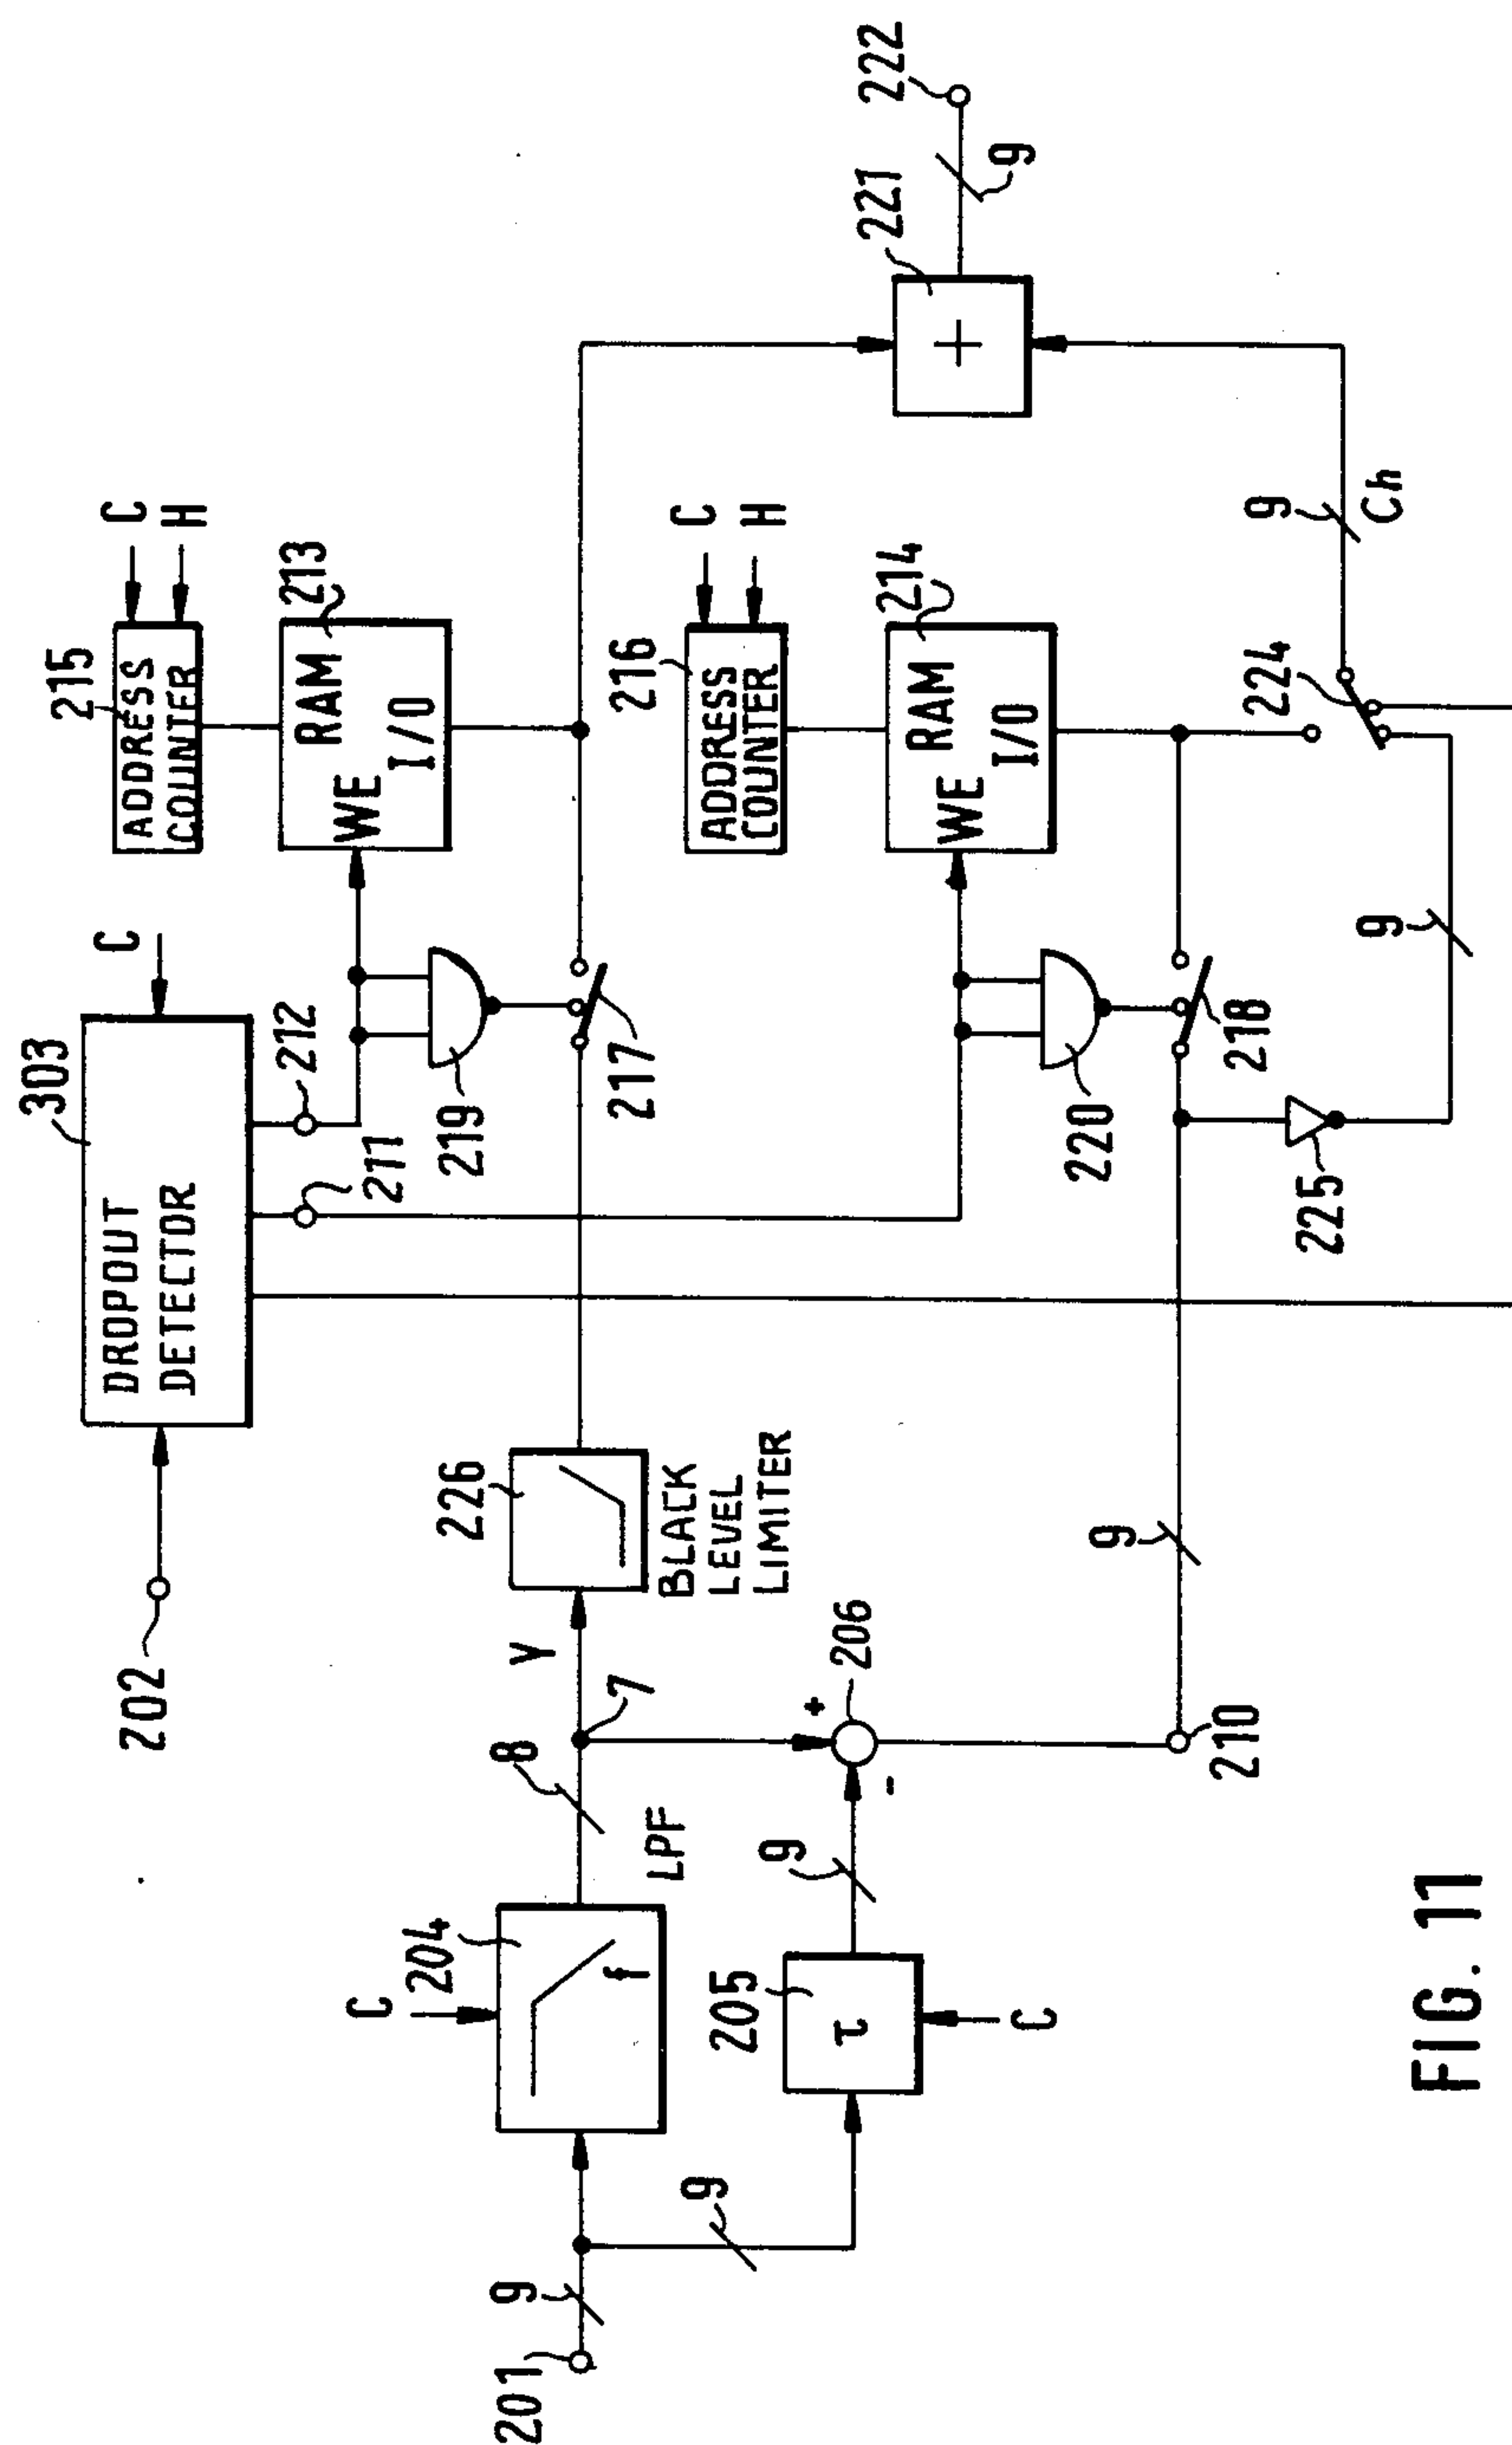 303
DROPOUT
DETECTOR
C
202
212
211
215
ADDRESS
COUNTER
C
H
213
RAM
WE
I/O
219
217
226
BLACK
LEVEL
LIMITER
Y
7
8
LPF
C
204
f
201
9
9
205
τ
C
9
206
+
-
210
9
216
ADDRESS
COUNTER
C
H
214
RAM
WE
I/O
220
218
225
9
224
9
Ch
221
+
9
222
FIG. 11